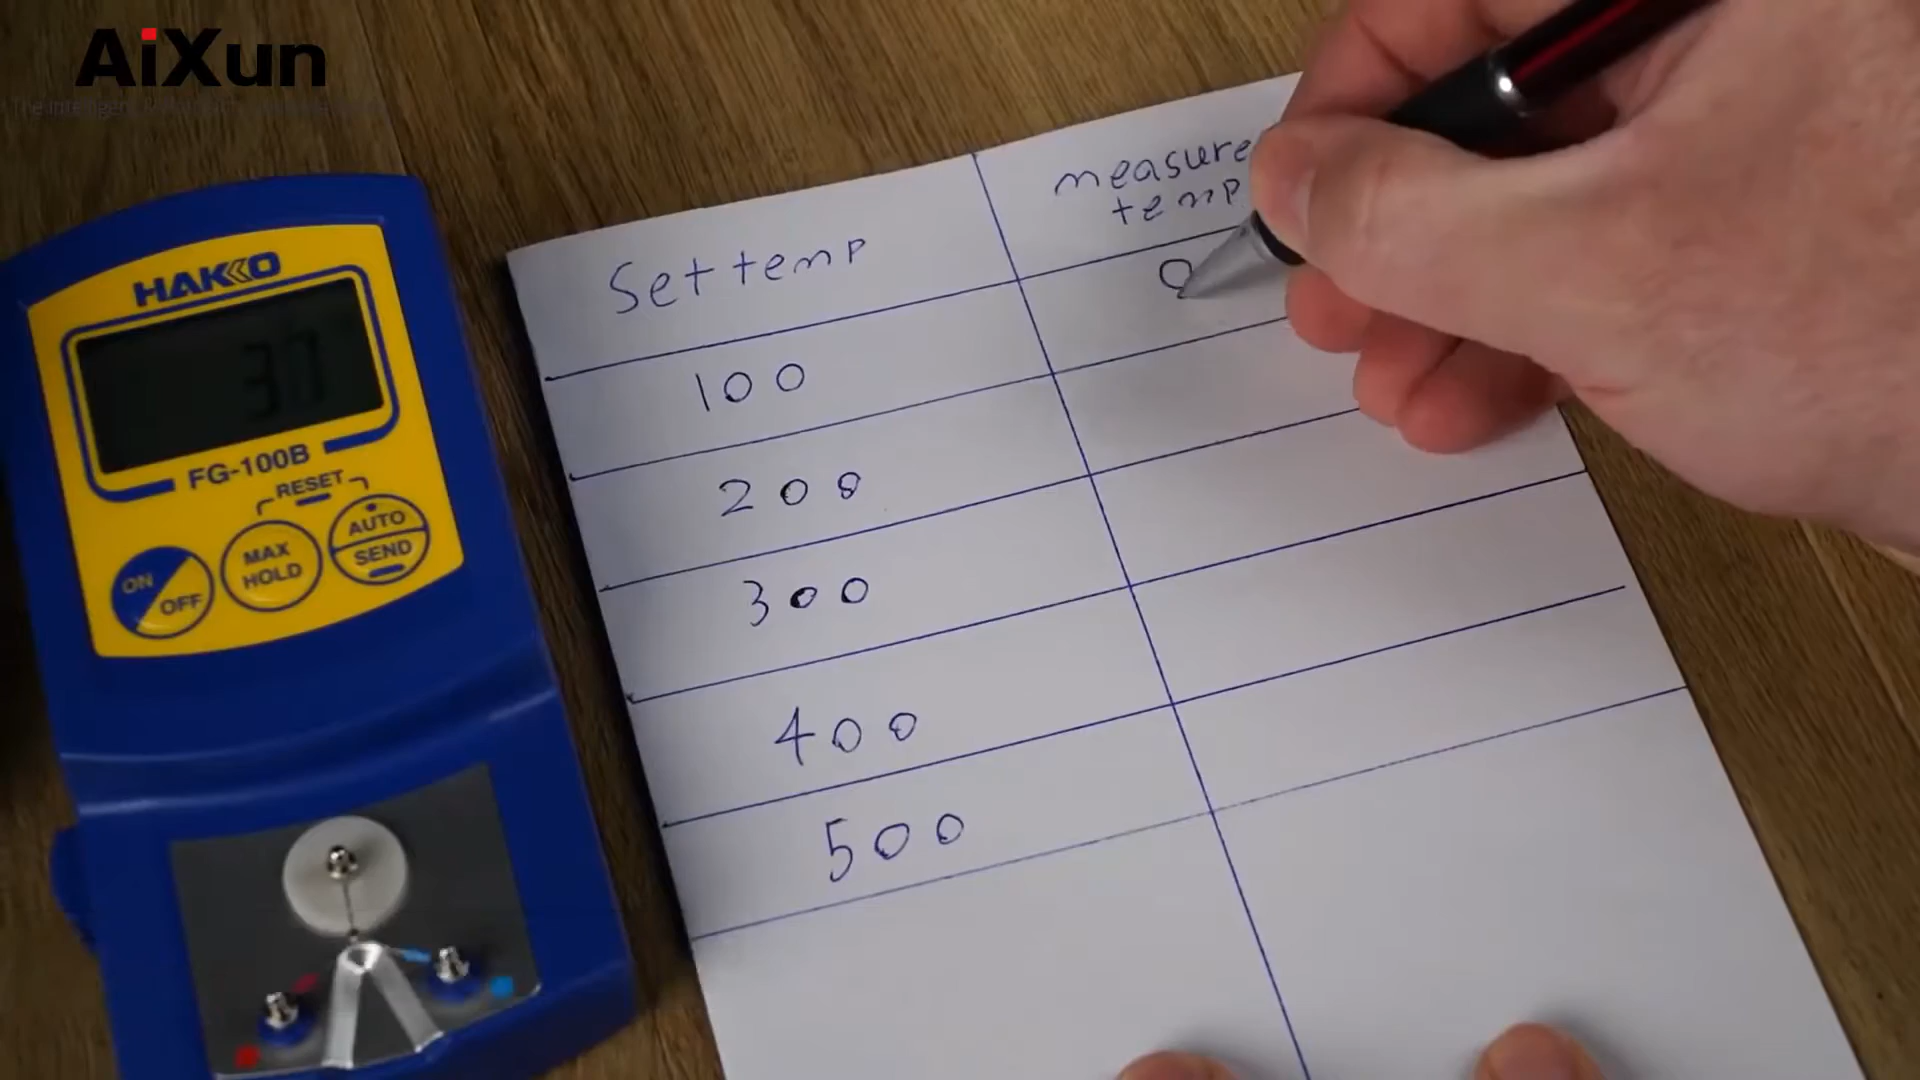 AiXun
HAKKO
37
FG-100B
RESET
ON
OFF
MAX
HOLD
AUTO
SEND
Set temp
measure
temp
100
200
300
400
500